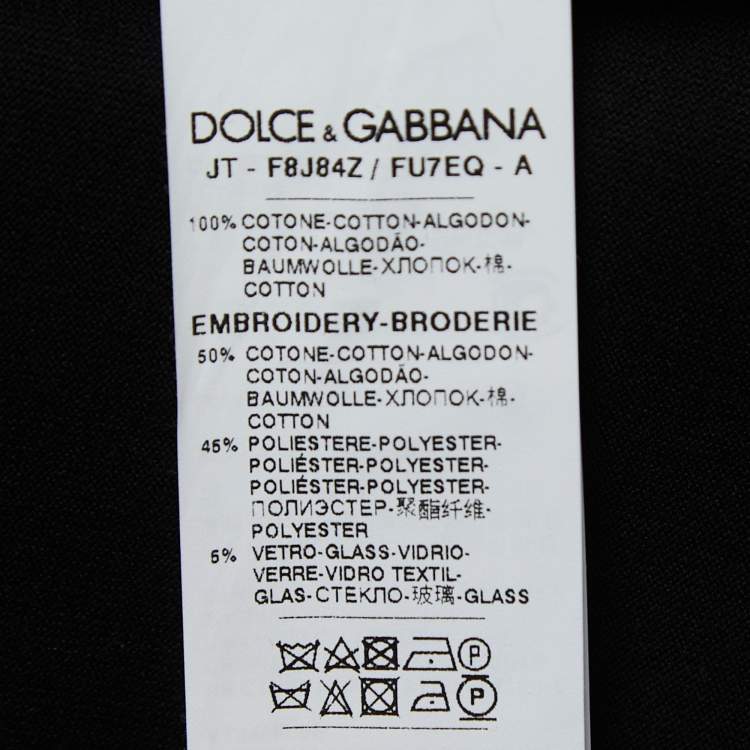 DOLCE & GABBANA
JT - F8J84Z / FU7EQ - A
100% COTONE-COTTON-ALGODON-
COTON-ALGODÃO-
BAUMWOLLE-ХЛОПОК-棉-
COTTON
EMBROIDERY-BRODERIE
50% COTONE-COTTON-ALGODON-
COTON-ALGODÃO-
BAUMWOLLE-ХЛОПОК-棉-
COTTON
45% POLIESTERE-POLYESTER-
POLIÉSTER-POLYESTER-
POLIÉSTER-POLYESTER-
ПОЛИЭСТЕР-聚酯纤维-
POLYESTER
5% VETRO-GLASS-VIDRIO-
VERRE-VIDRO TEXTIL-
GLAS-СТЕКЛО-玻璃-GLASS
P
P